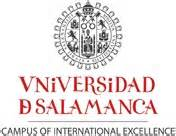 VNiVERSiDAD
D SALAMANCA
CAMPUS OF INTERNATIONAL EXCELLENCE